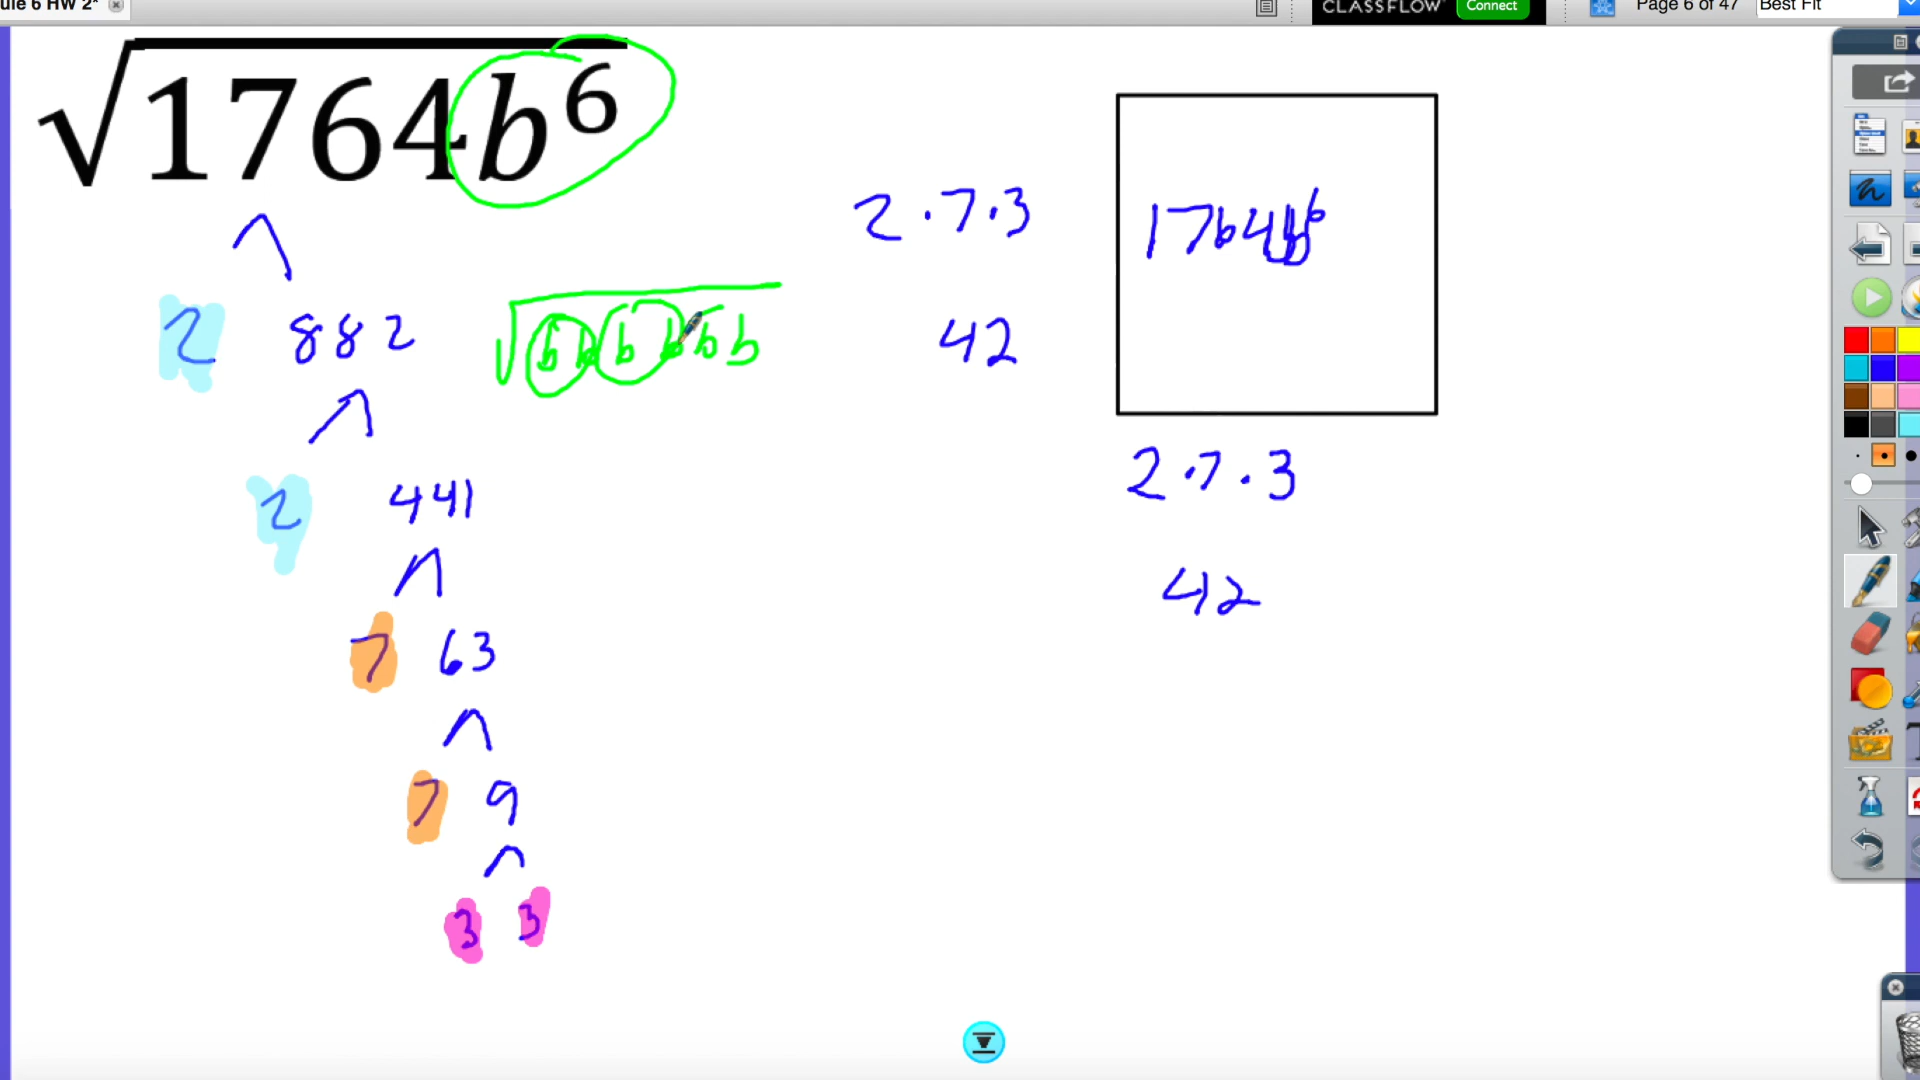 ule 6 HW 2*
CLASSFLOW
Connect
Page 6 of 47
Best Fit
√1764b⁶
2 882
2 441
7 63
7 9
3 3
√bbbbbb
2·7·3
42
1764b⁶
2·7·3
42